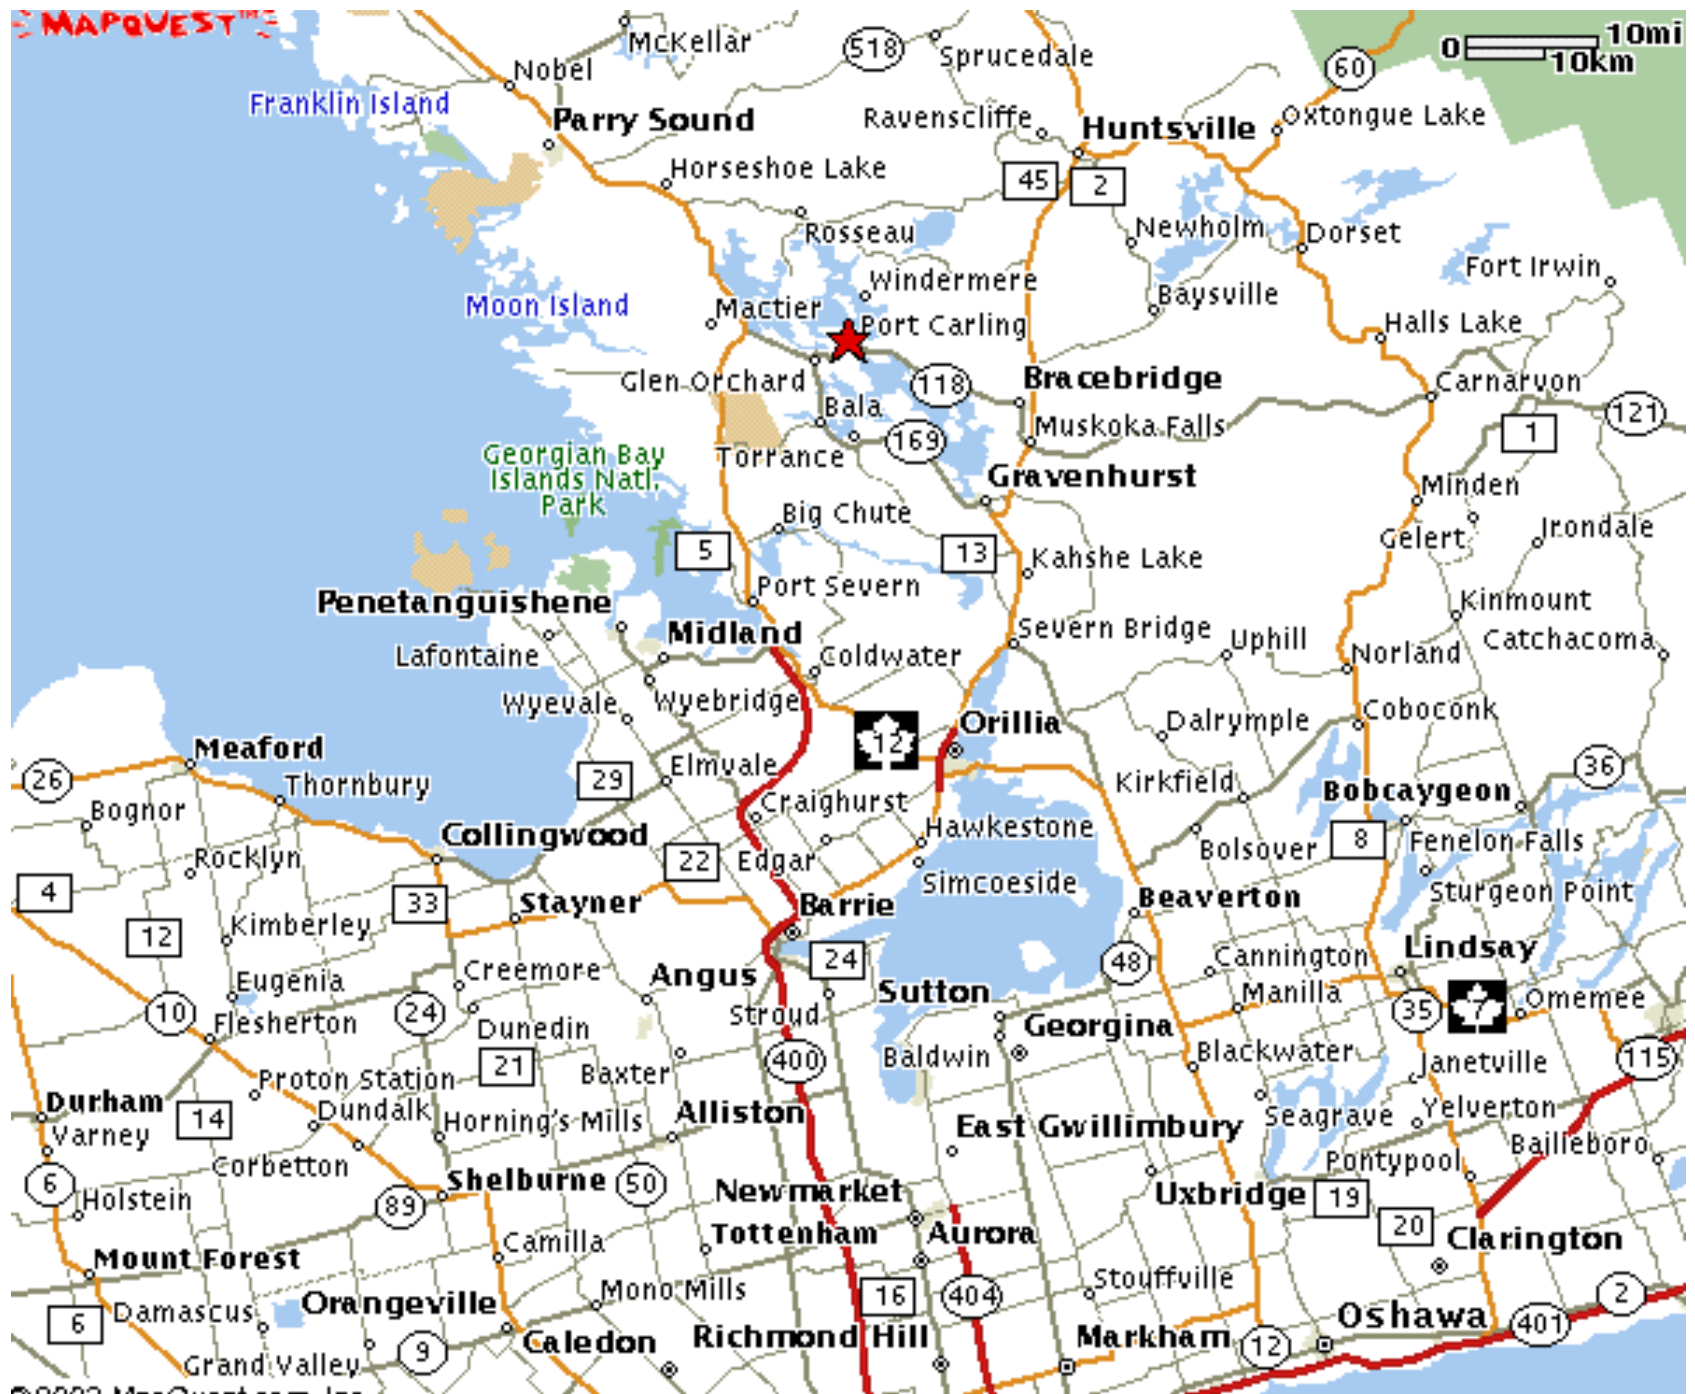 MAPQUEST™
McKellar
518
Sprucedale
0 10mi
10km
60
Nobel
Franklin Island
Parry Sound
Ravenscliffe
Huntsville
Oxtongue Lake
Horseshoe Lake
45
2
Rosseau
Newholm
Dorset
Fort Irwin
Windermere
Moon Island
Mactier
Baysville
Port Carling
Halls Lake
Glen Orchard
118
Bracebridge
Carnarvon
Bala
121
169
Muskoka Falls
1
Georgian Bay
Islands Natl.
Park
Torrance
Gravenhurst
Minden
Big Chute
Irondale
Gelert
5
13
Kahshe Lake
Port Severn
Penetanguishene
Kinmount
Midland
Severn Bridge
Uphill
Catchacoma
Lafontaine
Coldwater
Norland
Wyevale
Wyebridge
Coboconk
Orillia
Dalrymple
12
Meaford
26
Thornbury
29
Elmvale
Kirkfield
36
Bobcaygeon
Bognor
Craighurst
Collingwood
Hawkestone
8
Fenelon Falls
Bolsover
Rocklyn
22
Edgar
4
Simcoeside
Sturgeon Point
33
Stayner
Barrie
Beaverton
Kimberley
12
Lindsay
24
48
Cannington
Eugenia
Creemore
Angus
Sutton
Manilla
10
24
Stroud
35
7
Omemee
Flesherton
Dunedin
Georgina
21
400
Baldwin
Blackwater
115
Janetville
Proton Station
Baxter
Durham
14
Dundalk
Horning's Mills
Alliston
Seagrave
Yelverton
Varney
East Gwillimbury
Bailieboro
Corbetton
Pontypool
6
Shelburne
50
Newmarket
Uxbridge
19
Holstein
89
20
Tottenham
Aurora
Clarington
Mount Forest
Camilla
Stouffville
Mono Mills
16
404
2
6
Damascus
Orangeville
Oshawa
401
Caledon
Richmond Hill
Markham
12
9
Grand Valley